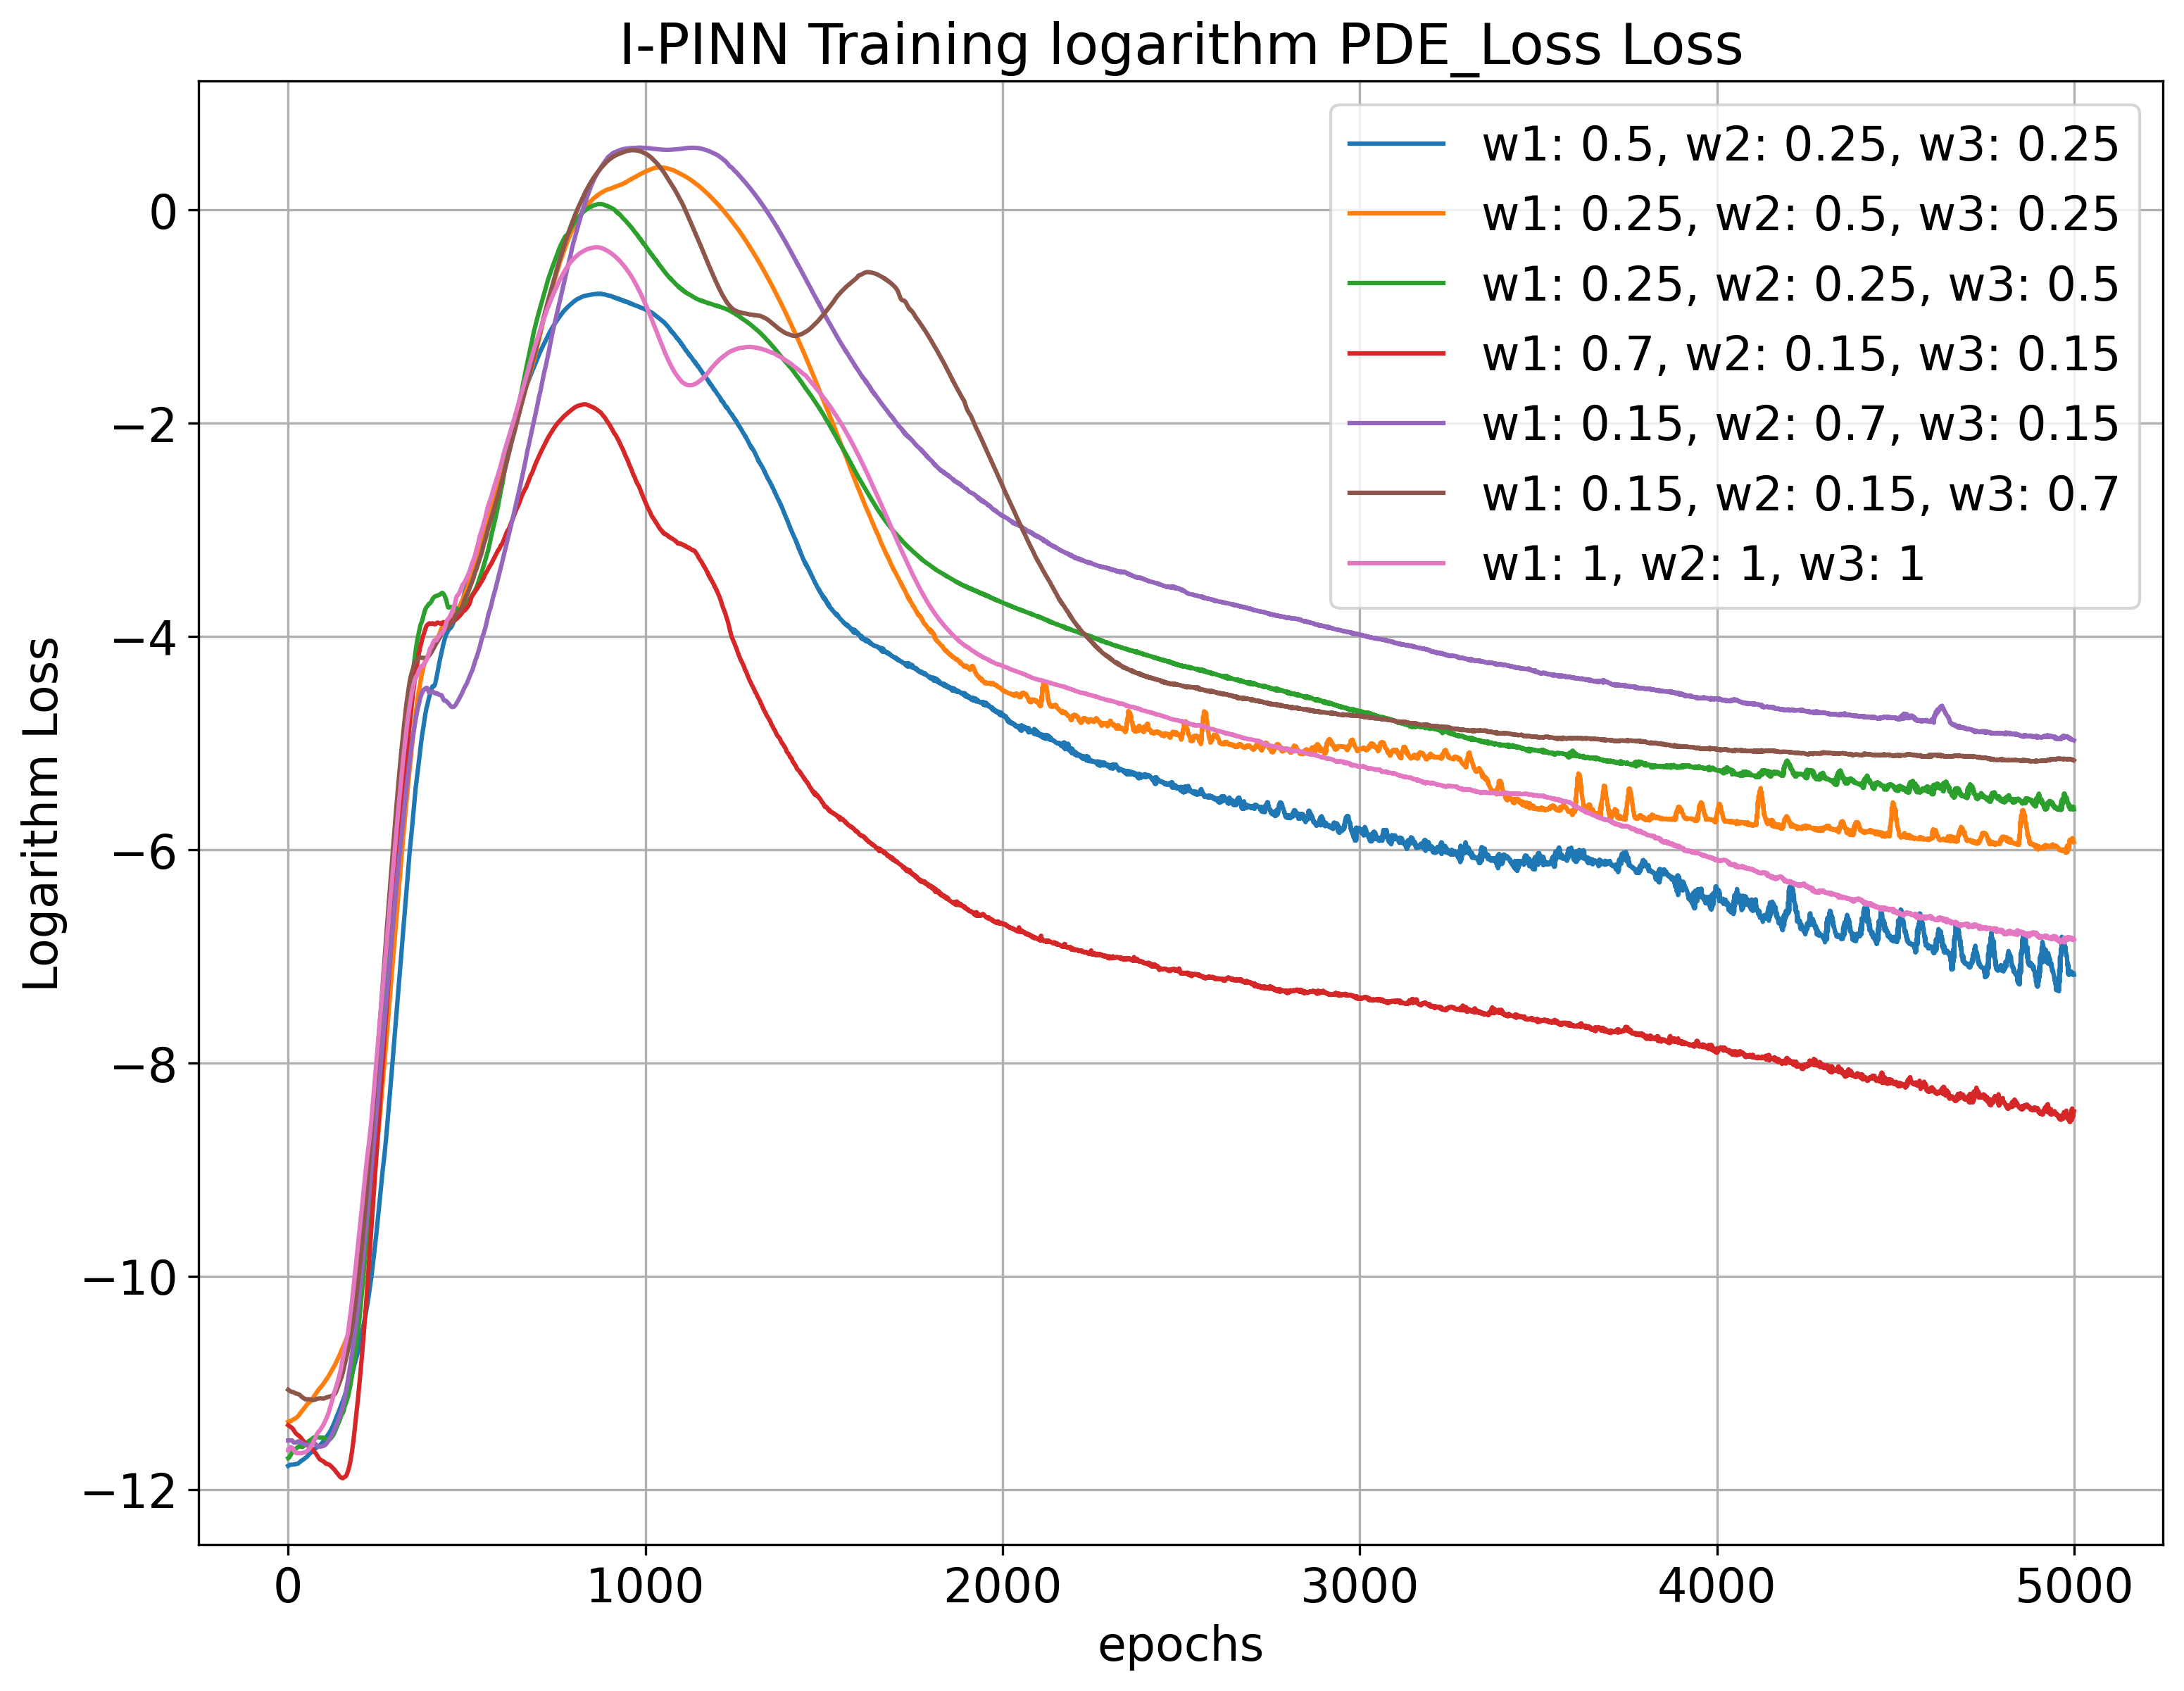 I-PINN Training logarithm PDE_Loss Loss
w1: 0.5, w2: 0.25, w3: 0.25
w1: 0.25, w2: 0.5, w3: 0.25
w1: 0.25, w2: 0.25, w3: 0.5
w1: 0.7, w2: 0.15, w3: 0.15
w1: 0.15, w2: 0.7, w3: 0.15
w1: 0.15, w2: 0.15, w3: 0.7
w1: 1, w2: 1, w3: 1
Logarithm Loss
0
−2
−4
−6
−8
−10
−12
0 1000 2000 3000 4000 5000
epochs